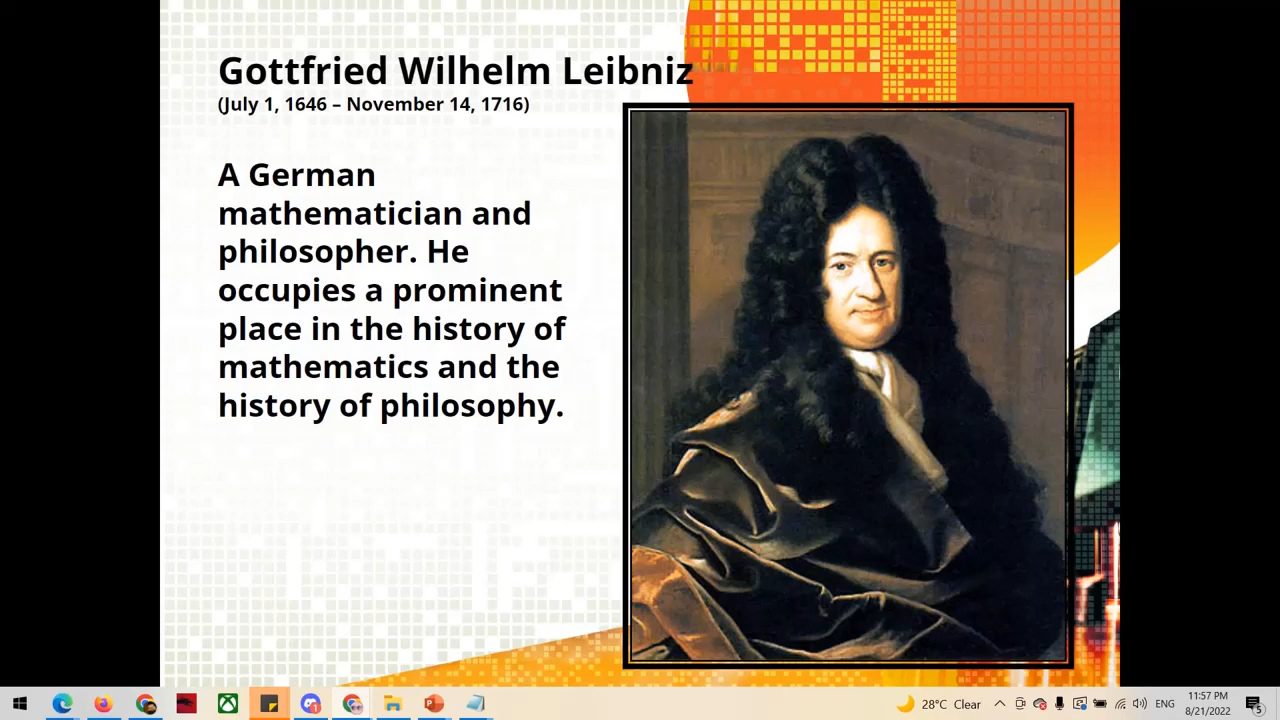 Gottfried Wilhelm Leibniz
(July 1, 1646 – November 14, 1716)
A German
mathematician and
philosopher. He
occupies a prominent
place in the history of
mathematics and the
history of philosophy.
28°C Clear
ENG
11:57 PM
8/21/2022
5